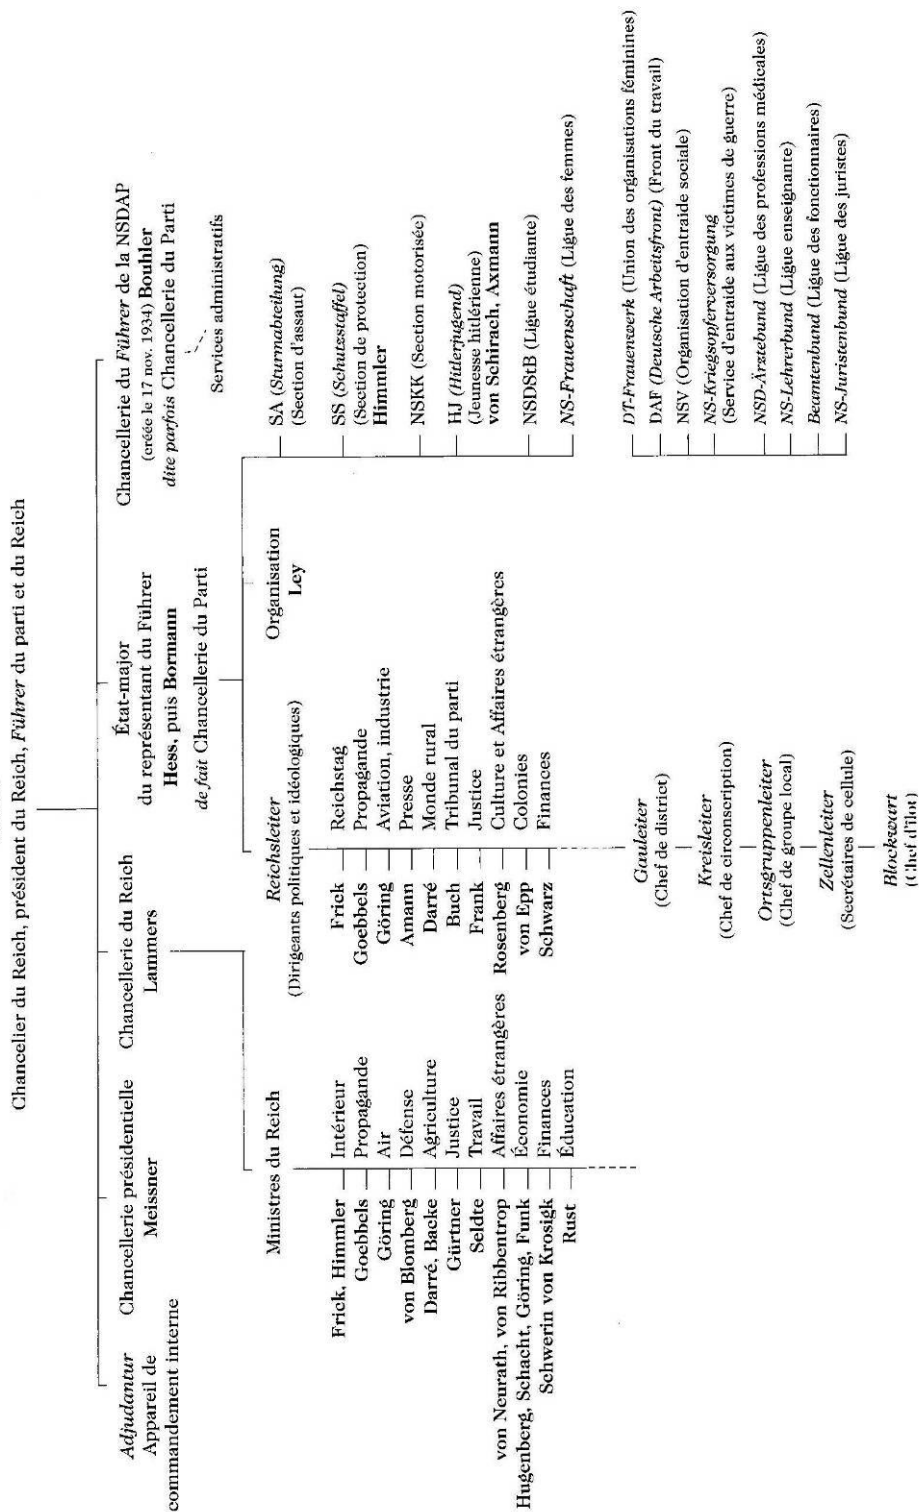 Chancelier du Reich, président du Reich, Führer du parti et du Reich
Adjudantur
Appareil de
commandement interne
Chancellerie présidentielle
Meissner
Chancellerie du Reich
Lammers
État-major
du représentant du Führer
Hess, puis Bormann
de fait Chancellerie du Parti
Chancellerie du Führer de la NSDAP
(créée le 17 nov. 1934) Bouhler
dite parfois Chancellerie du Parti
Services administratifs
Ministres du Reich
Frick, Himmler Intérieur
Goebbels Propagande
Göring Air
von Blomberg Défense
Darré, Backe Agriculture
Gürtner Justice
Seldte Travail
von Neurath, von Ribbentrop Affaires étrangères
Hugenberg, Schacht, Göring, Funk Économie
Schwerin von Krosigk Finances
Rust Éducation
Reichsleiter
(Dirigeants politiques et idéologiques)
Frick Reichstag
Goebbels Propagande
Göring Aviation, industrie
Amann Presse
Darré Monde rural
Buch Tribunal du parti
Frank Justice
Rosenberg Culture et Affaires étrangères
von Epp Colonies
Schwarz Finances
Gauleiter
(Chef de district)
Kreisleiter
(Chef de circonscription)
Ortsgruppenleiter
(Chef de groupe local)
Zellenleiter
(Secrétaires de cellule)
Blockwart
(Chef d'îlot)
Organisation
Ley
SA (Sturmabteilung)
(Section d'assaut)
SS (Schutzstaffel)
(Section de protection)
Himmler
NSKK (Section motorisée)
HJ (Hitlerjugend)
(Jeunesse hitlérienne)
von Schirach, Axmann
NSDStB (Ligue étudiante)
NS-Frauenschaft (Ligue des femmes)
DT-Frauenwerk (Union des organisations féminines)
DAF (Deutsche Arbeitsfront) (Front du travail)
NSV (Organisation d'entraide sociale)
NS-Kriegsopferversorgung
(Service d'entraide aux victimes de guerre)
NSD-Ärztebund (Ligue des professions médicales)
NS-Lehrerbund (Ligue enseignante)
Beamtenbund (Ligue des fonctionnaires)
NS-Juristenbund (Ligue des juristes)